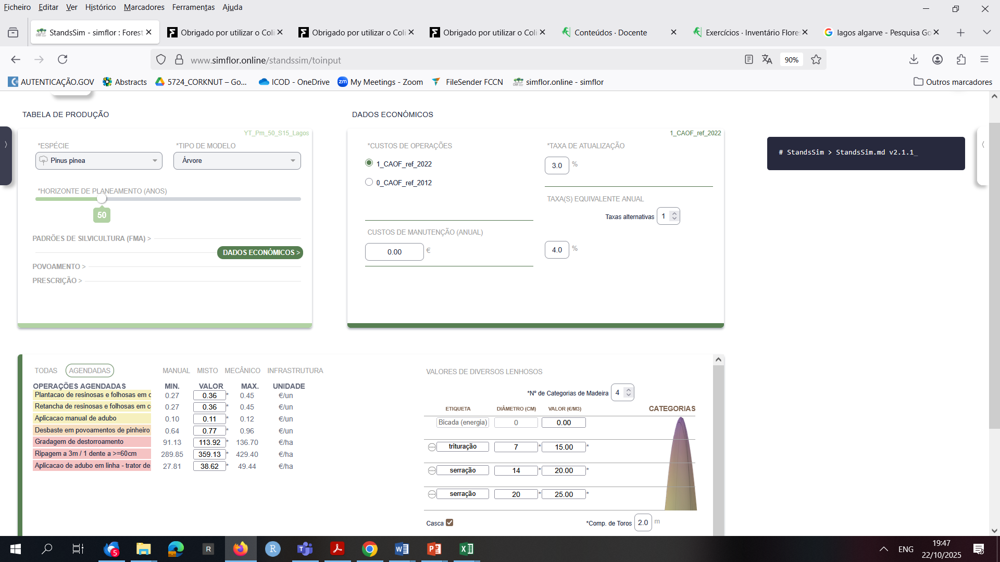 Ficheiro Editar Ver Histórico Marcadores Ferramentas Ajuda
StandsSim - simflor : Forest
Obrigado por utilizar o Coli
Obrigado por utilizar o Coli
Obrigado por utilizar o Coli
Conteúdos · Docente
Exercícios · Inventário Flores
lagos algarve - Pesquisa Go
www.simflor.online/standssim/toinput
90%
AUTENTICAÇÃO.GOV
Abstracts
5724_CORKNUT – Go...
ICOD - OneDrive
zm My Meetings - Zoom
FileSender FCCN
simflor.online - simflor
Outros marcadores
TABELA DE PRODUÇÃO
YT_Pm_50_S15_Lagos
*ESPÉCIE
*TIPO DE MODELO
Pinus pinea
Árvore
*HORIZONTE DE PLANEAMENTO (ANOS)
50
PADRÕES DE SILVICULTURA (FMA) >
DADOS ECONÓMICOS >
POVOAMENTO >
PRESCRIÇÃO >
DADOS ECONÓMICOS
1_CAOF_ref_2022
*CUSTOS DE OPERAÇÕES
1_CAOF_ref_2022
0_CAOF_ref_2012
CUSTOS DE MANUTENÇÃO (ANUAL)
0.00 €
*TAXA DE ATUALIZAÇÃO
3.0 %
TAXA(S) EQUIVALENTE ANUAL
Taxas alternativas 1
4.0 %
# StandsSim > StandsSim.md v2.1.1_
TODAS AGENDADAS MANUAL MISTO MECÂNICO INFRASTRUTURA
OPERAÇÕES AGENDADAS MIN. VALOR MAX. UNIDADE
Plantacao de resinosas e folhosas em c 0.27 0.36 * 0.45 €/un
Retancha de resinosas e folhosas em c 0.27 0.36 * 0.45 €/un
Aplicacao manual de adubo 0.10 0.11 * 0.12 €/un
Desbaste em povoamentos de pinheiro 0.64 0.77 * 0.96 €/un
Gradagem de destorroamento 91.13 113.92 * 136.70 €/ha
Ripagem a 3m / 1 dente a >=60cm 289.85 359.13 * 429.40 €/ha
Aplicacao de adubo em linha - trator de 27.81 38.62 * 49.44 €/ha
VALORES DE DIVERSOS LENHOSOS
*Nº de Categorias de Madeira 4
ETIQUETA DIÂMETRO (CM) VALOR (€/M3) CATEGORIAS
Bicada (energia) 0 0.00
trituração 7 * 15.00 *
serração 14 * 20.00 *
serração 20 * 25.00 *
Casca
*Comp. de Toros 2.0 m
5
R
R
ENG
19:47
22/10/2025